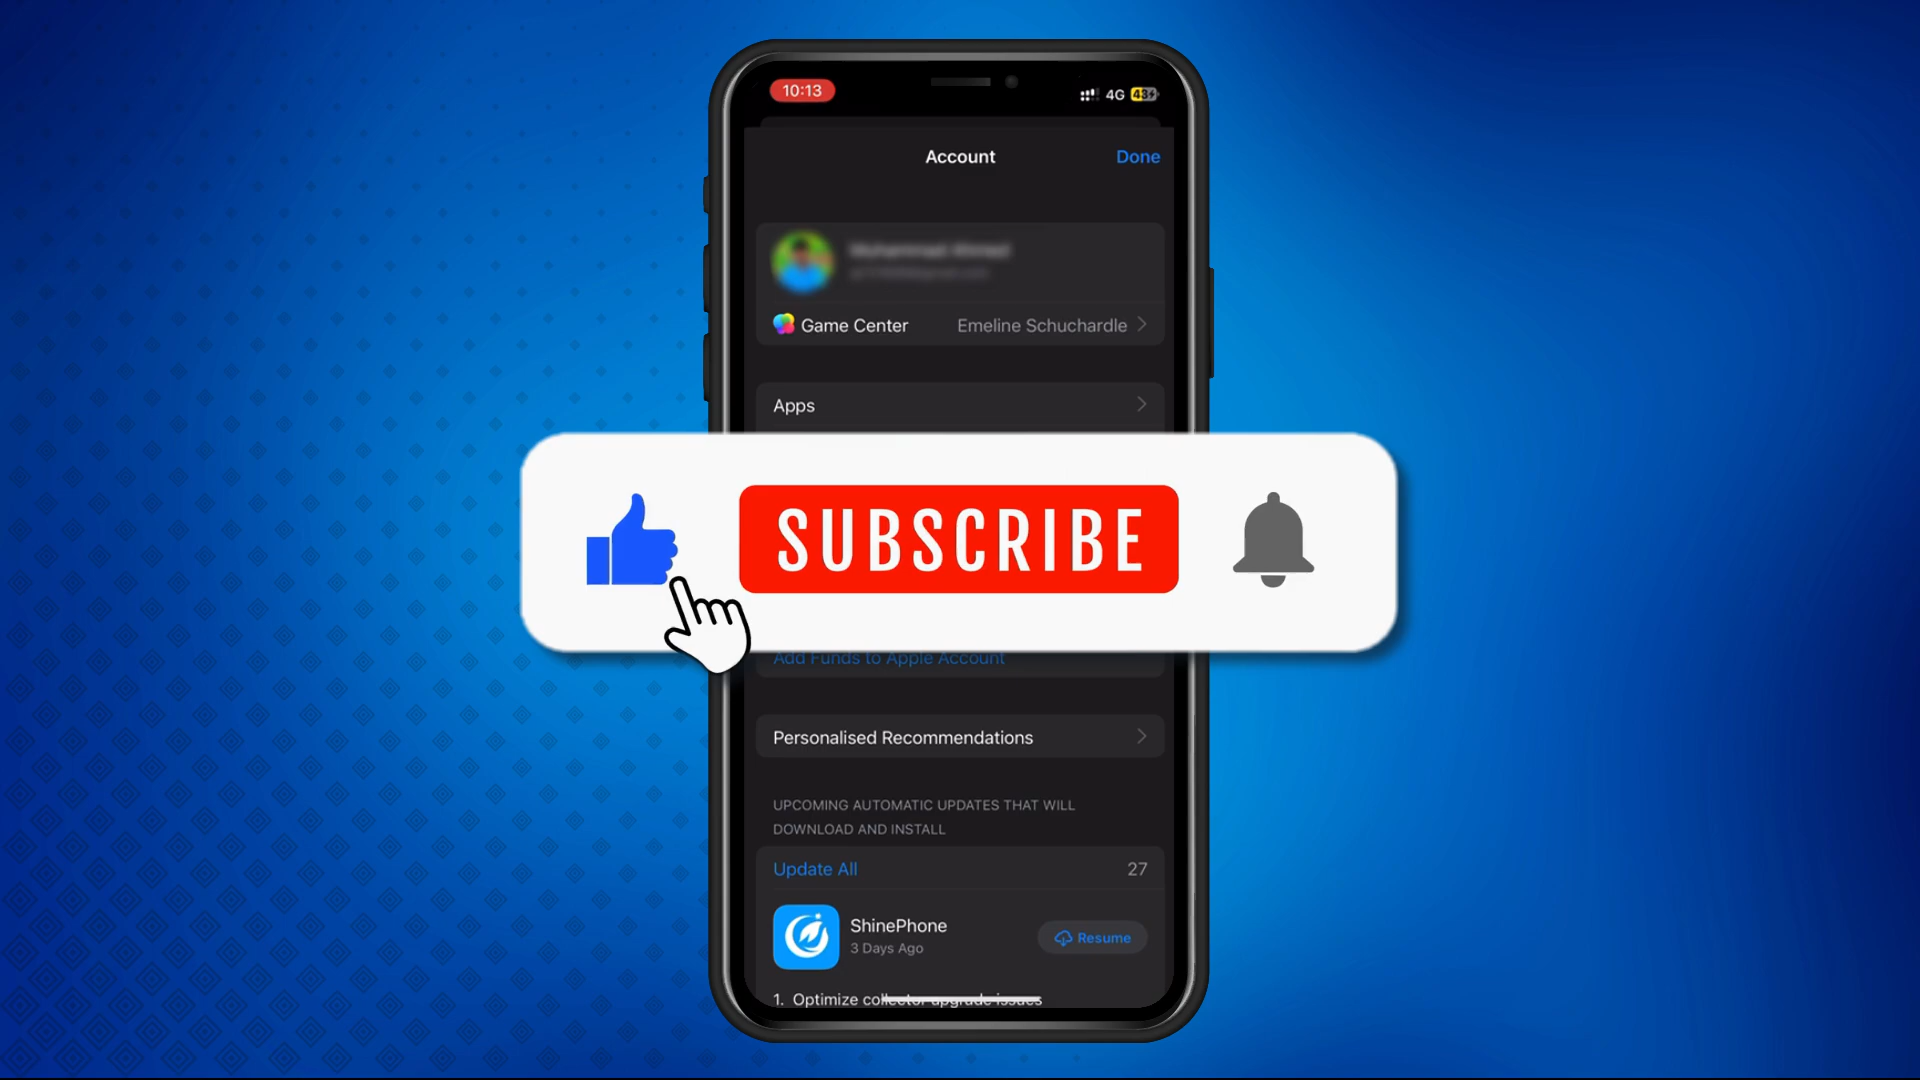 10:13
4G 43
Account
Done
Game Center
Emeline Schuchardle
Apps
SUBSCRIBE
Add Funds to Apple Account
Personalised Recommendations
UPCOMING AUTOMATIC UPDATES THAT WILL
DOWNLOAD AND INSTALL
Update All
27
ShinePhone
3 Days Ago
Resume
1. Optimize collector upgrade issues